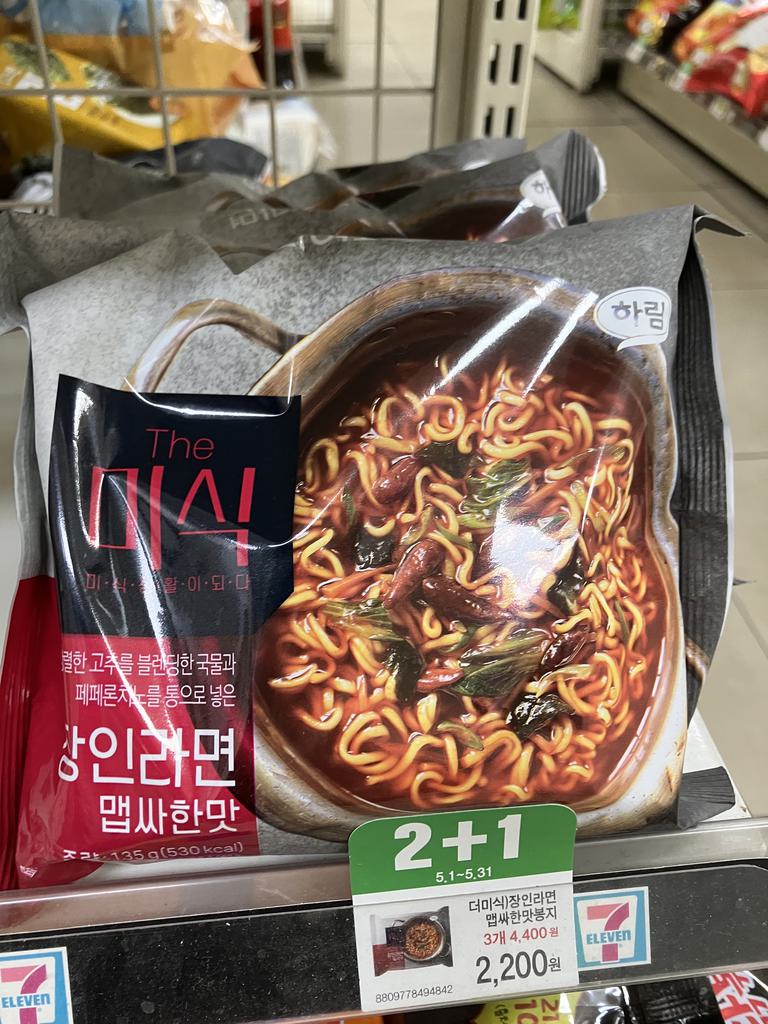 하림
The
미식
미·식·생·활·이·되·다
렬한 고추를 블렌딩한 국물과
페페론치노를 통으로 넣은
장인라면
맵싸한맛
중량:135g(530kcal)
2+1
5.1~5.31
더미식)장인라면
맵싸한맛봉지
3개 4,400원
2,200원
8809778494842
7
ELEVEN
7
ELEVEN